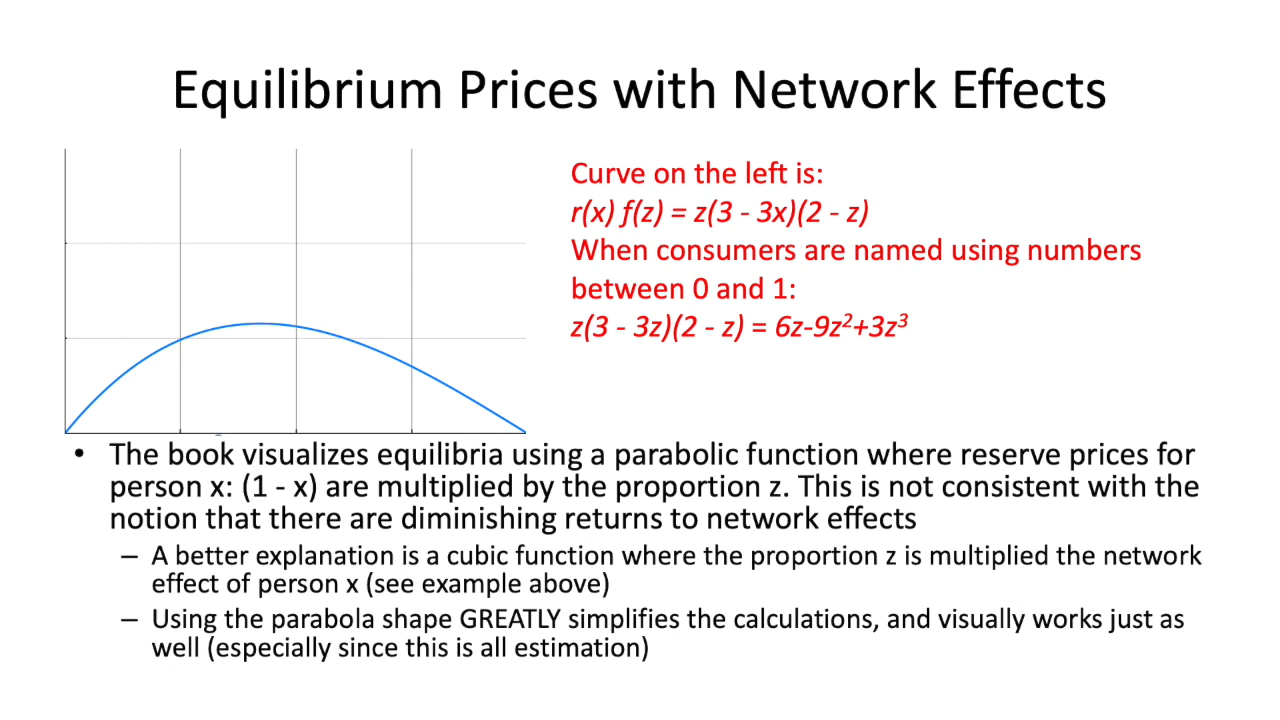 Equilibrium Prices with Network Effects
Curve on the left is:
r(x) f(z) = z(3 - 3x)(2 - z)
When consumers are named using numbers
between 0 and 1:
z(3 - 3z)(2 - z) = 6z-9z²+3z³
• The book visualizes equilibria using a parabolic function where reserve prices for
person x: (1 - x) are multiplied by the proportion z. This is not consistent with the
notion that there are diminishing returns to network effects
– A better explanation is a cubic function where the proportion z is multiplied the network
effect of person x (see example above)
– Using the parabola shape GREATLY simplifies the calculations, and visually works just as
well (especially since this is all estimation)